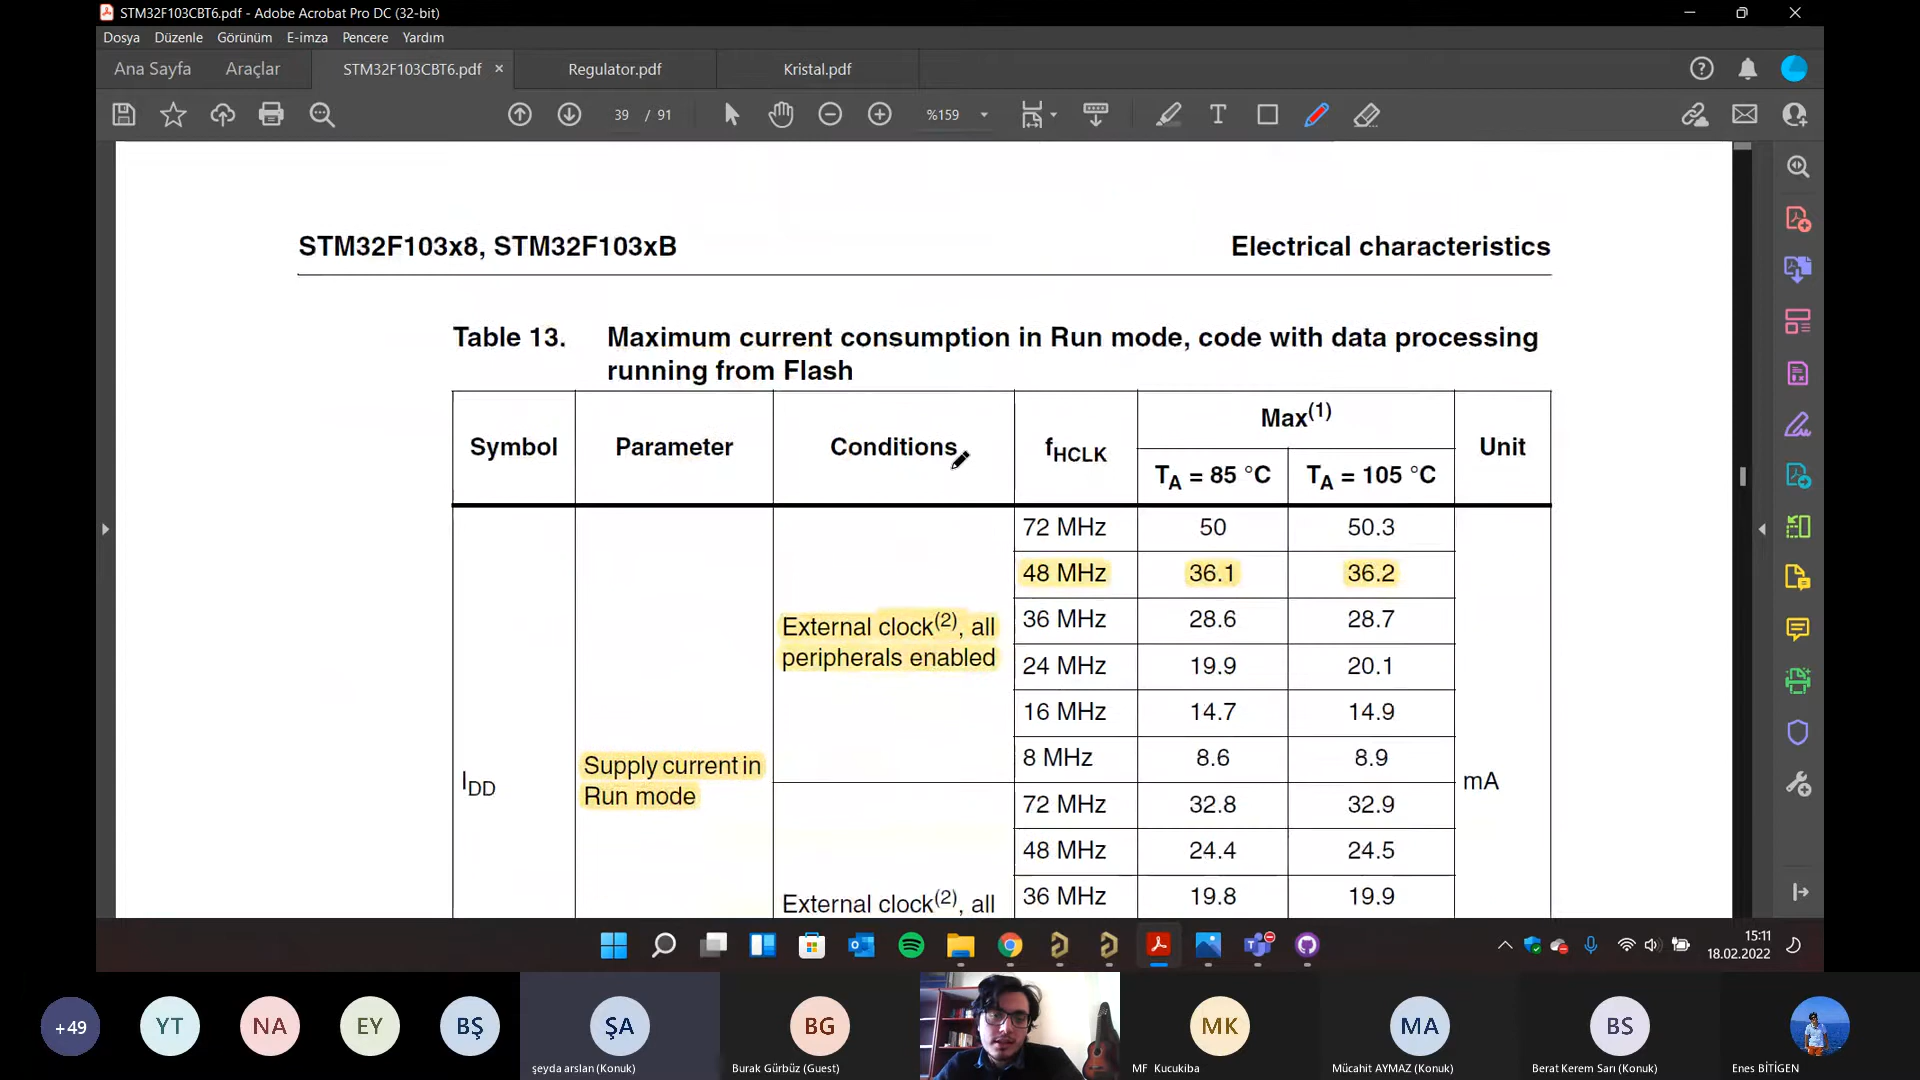 STM32F103CBT6.pdf - Adobe Acrobat Pro DC (32-bit)
Dosya Düzenle Görünüm E-imza Pencere Yardım
Ana Sayfa Araçlar STM32F103CBT6.pdf × Regulator.pdf Kristal.pdf
39 / 91 %159
STM32F103x8, STM32F103xB Electrical characteristics
Table 13. Maximum current consumption in Run mode, code with data processing
running from Flash
Symbol Parameter Conditions fHCLK Max(1) Unit
TA = 85 °C TA = 105 °C
72 MHz 50 50.3
48 MHz 36.1 36.2
External clock(2), all
peripherals enabled
36 MHz 28.6 28.7
24 MHz 19.9 20.1
16 MHz 14.7 14.9
8 MHz 8.6 8.9
IDD
Supply current in
Run mode
mA
72 MHz 32.8 32.9
48 MHz 24.4 24.5
External clock(2), all
36 MHz 19.8 19.9
15:11
18.02.2022
+49 YT NA EY BŞ ŞA BG MK MA BS
şeyda arslan (Konuk) Burak Gürbüz (Guest) MF Kucukiba Mücahit AYMAZ (Konuk) Berat Kerem Sarı (Konuk) Enes BİTİGEN